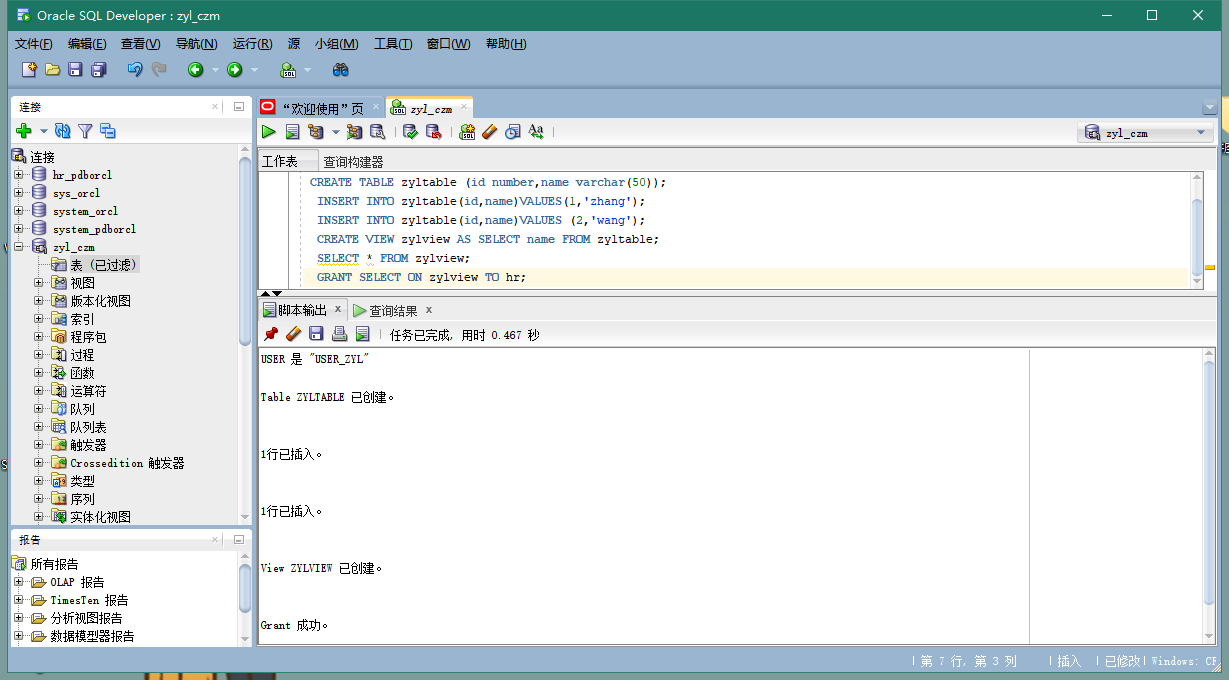 Oracle SQL Developer : zyl_czm
文件(F) 编辑(E) 查看(V) 导航(N) 运行(R) 源 小组(M) 工具(T) 窗口(W) 帮助(H)
连接
连接
hr_pdborcl
sys_orcl
system_orcl
system_pdborcl
zyl_czm
表 (已过滤)
视图
版本化视图
索引
程序包
过程
函数
运算符
队列
队列表
触发器
Crossedition 触发器
类型
序列
实体化视图
报告
所有报告
OLAP 报告
TimesTen 报告
分析视图报告
数据模型器报告
“欢迎使用”页 zyl_czm
zyl_czm
工作表 查询构建器
CREATE TABLE zyltable (id number,name varchar(50));
INSERT INTO zyltable(id,name)VALUES(1,'zhang');
INSERT INTO zyltable(id,name)VALUES (2,'wang');
CREATE VIEW zylview AS SELECT name FROM zyltable;
SELECT * FROM zylview;
GRANT SELECT ON zylview TO hr;
脚本输出 x 查询结果 x
任务已完成, 用时 0.467 秒
USER 是 "USER_ZYL"
Table ZYLTABLE 已创建。
1行已插入。
1行已插入。
View ZYLVIEW 已创建。
Grant 成功。
第 7 行, 第 3 列 插入 已修改 Windows: CF